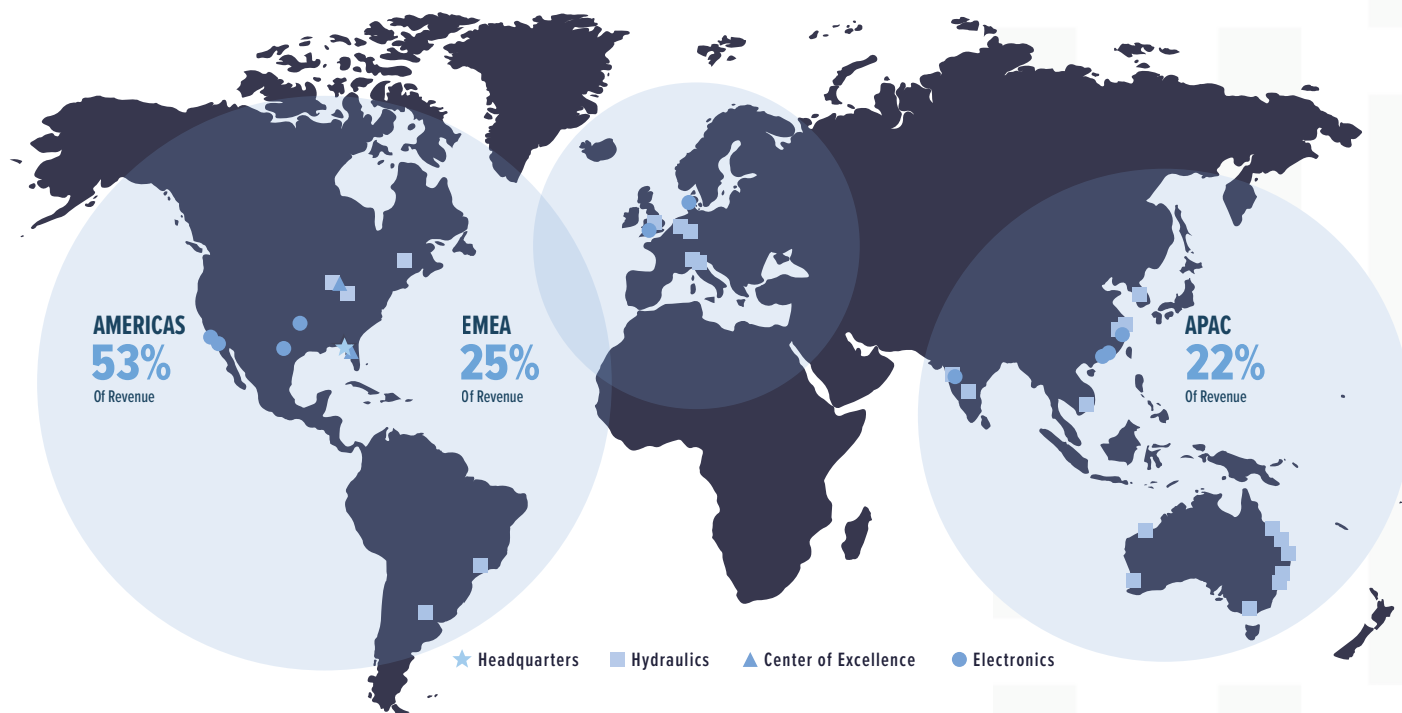 AMERICAS
53%
Of Revenue
EMEA
25%
Of Revenue
APAC
22%
Of Revenue
Headquarters
Hydraulics
Center of Excellence
Electronics